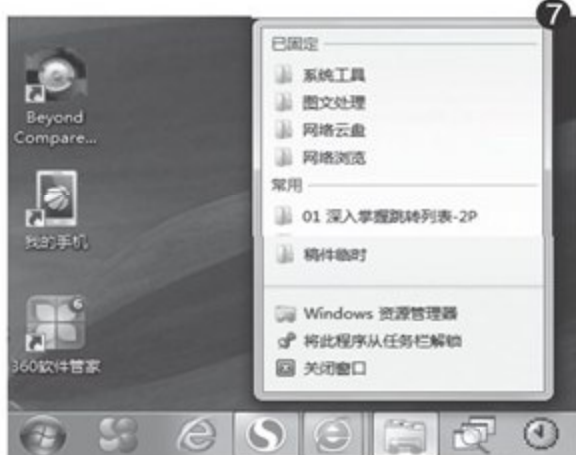 7
Beyond
Compare...
我的手机
6
360软件管家
已固定
系统工具
图文处理
网络云盘
网络浏览
常用
01 深入掌握跳转列表-2P
稿件临时
Windows 资源管理器
将此程序从任务栏解锁
关闭窗口